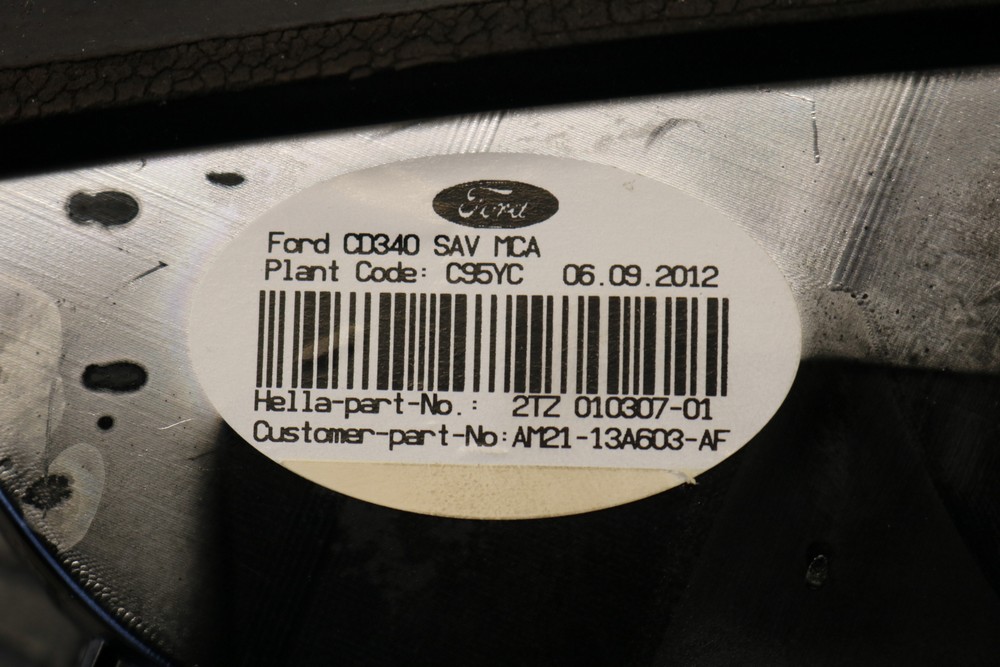 Ford
Ford CD340 SAV MCA
Plant Code: C95YC 06.09.2012
Hella-part-No.: 2TZ 010307-01
Customer-part-No:AM21-13A603-AF